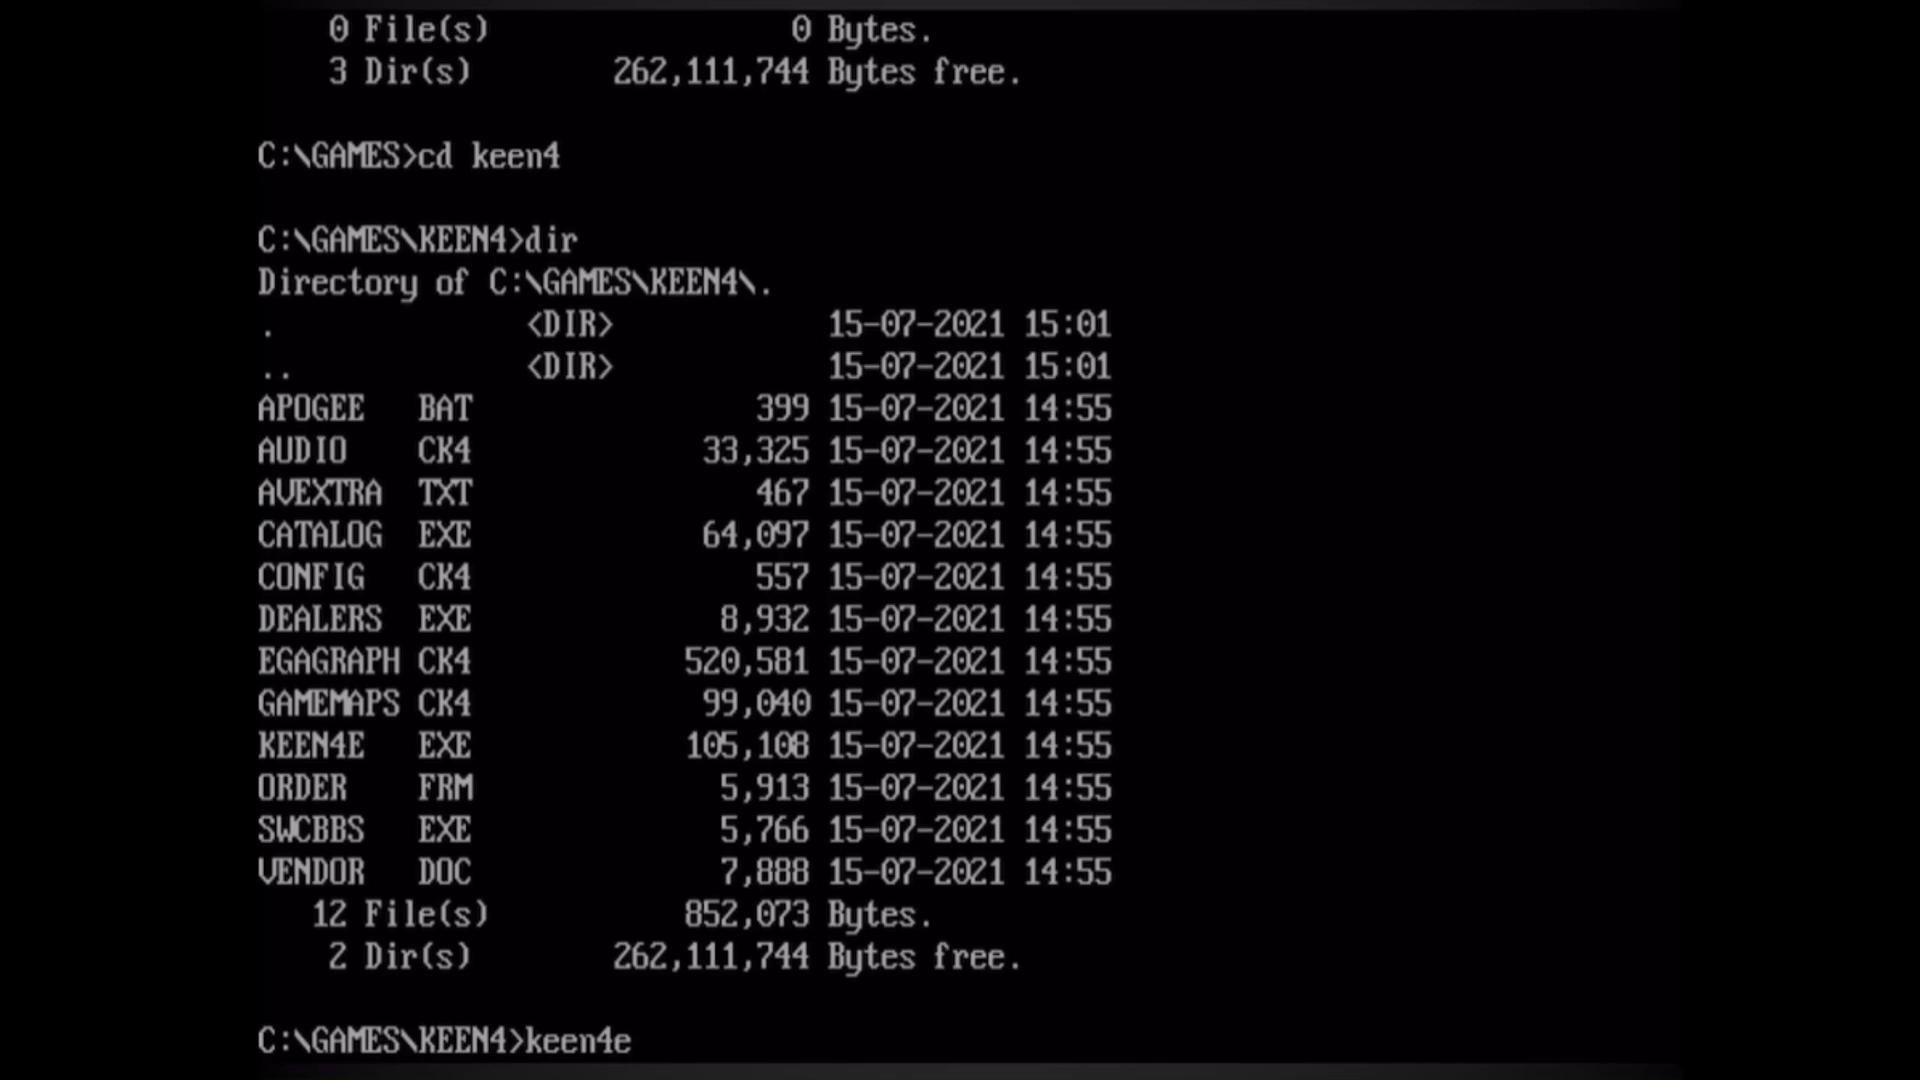 0 File(s) 0 Bytes.
3 Dir(s) 262,111,744 Bytes free.
C:\GAMES>cd keen4
C:\GAMES\KEEN4>dir
Directory of C:\GAMES\KEEN4\.
. <DIR> 15-07-2021 15:01
.. <DIR> 15-07-2021 15:01
APOGEE BAT 399 15-07-2021 14:55
AUDIO CK4 33,325 15-07-2021 14:55
AVEXTRA TXT 467 15-07-2021 14:55
CATALOG EXE 64,097 15-07-2021 14:55
CONFIG CK4 557 15-07-2021 14:55
DEALERS EXE 8,932 15-07-2021 14:55
EGAGRAPH CK4 520,581 15-07-2021 14:55
GAMEMAPS CK4 99,040 15-07-2021 14:55
KEEN4E EXE 105,108 15-07-2021 14:55
ORDER FRM 5,913 15-07-2021 14:55
SWCBBS EXE 5,766 15-07-2021 14:55
VENDOR DOC 7,888 15-07-2021 14:55
12 File(s) 852,073 Bytes.
2 Dir(s) 262,111,744 Bytes free.
C:\GAMES\KEEN4>keen4e